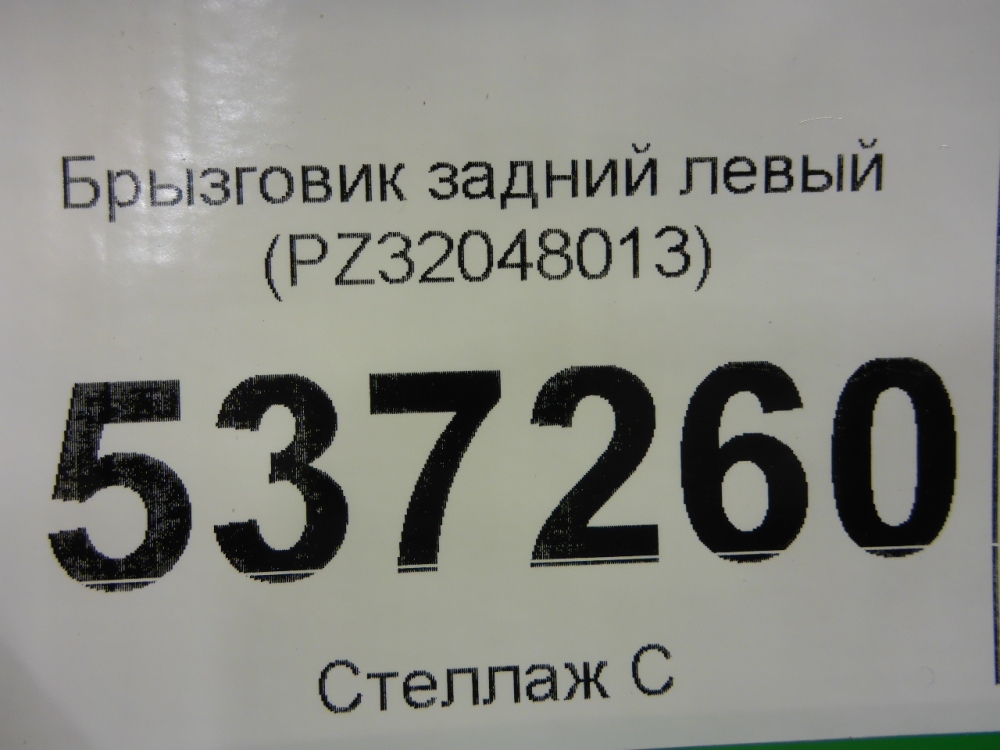 Брызговик задний левый
(PZ32048013)
537260
Стеллаж С